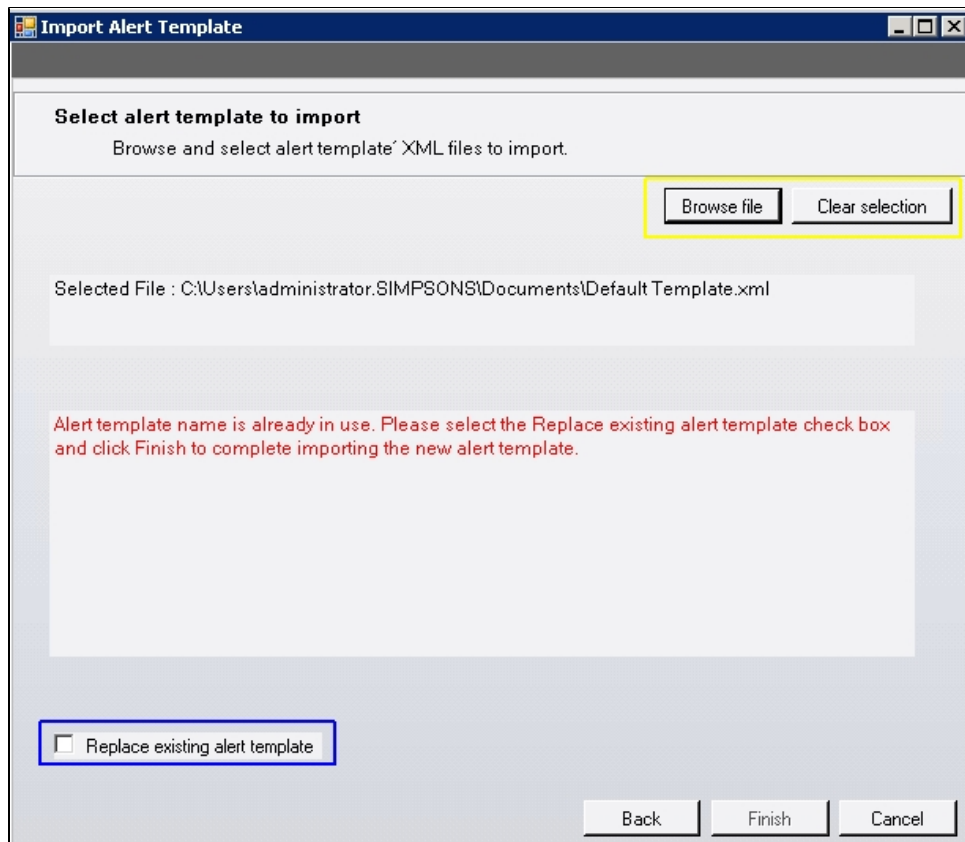 Import Alert Template
Select alert template to import
Browse and select alert template´ XML files to import.
Browse file
Clear selection
Selected File : C:\Users\administrator.SIMPSONS\Documents\Default Template.xml
Alert template name is already in use. Please select the Replace existing alert template check box
and click Finish to complete importing the new alert template.
Replace existing alert template
Back
Finish
Cancel